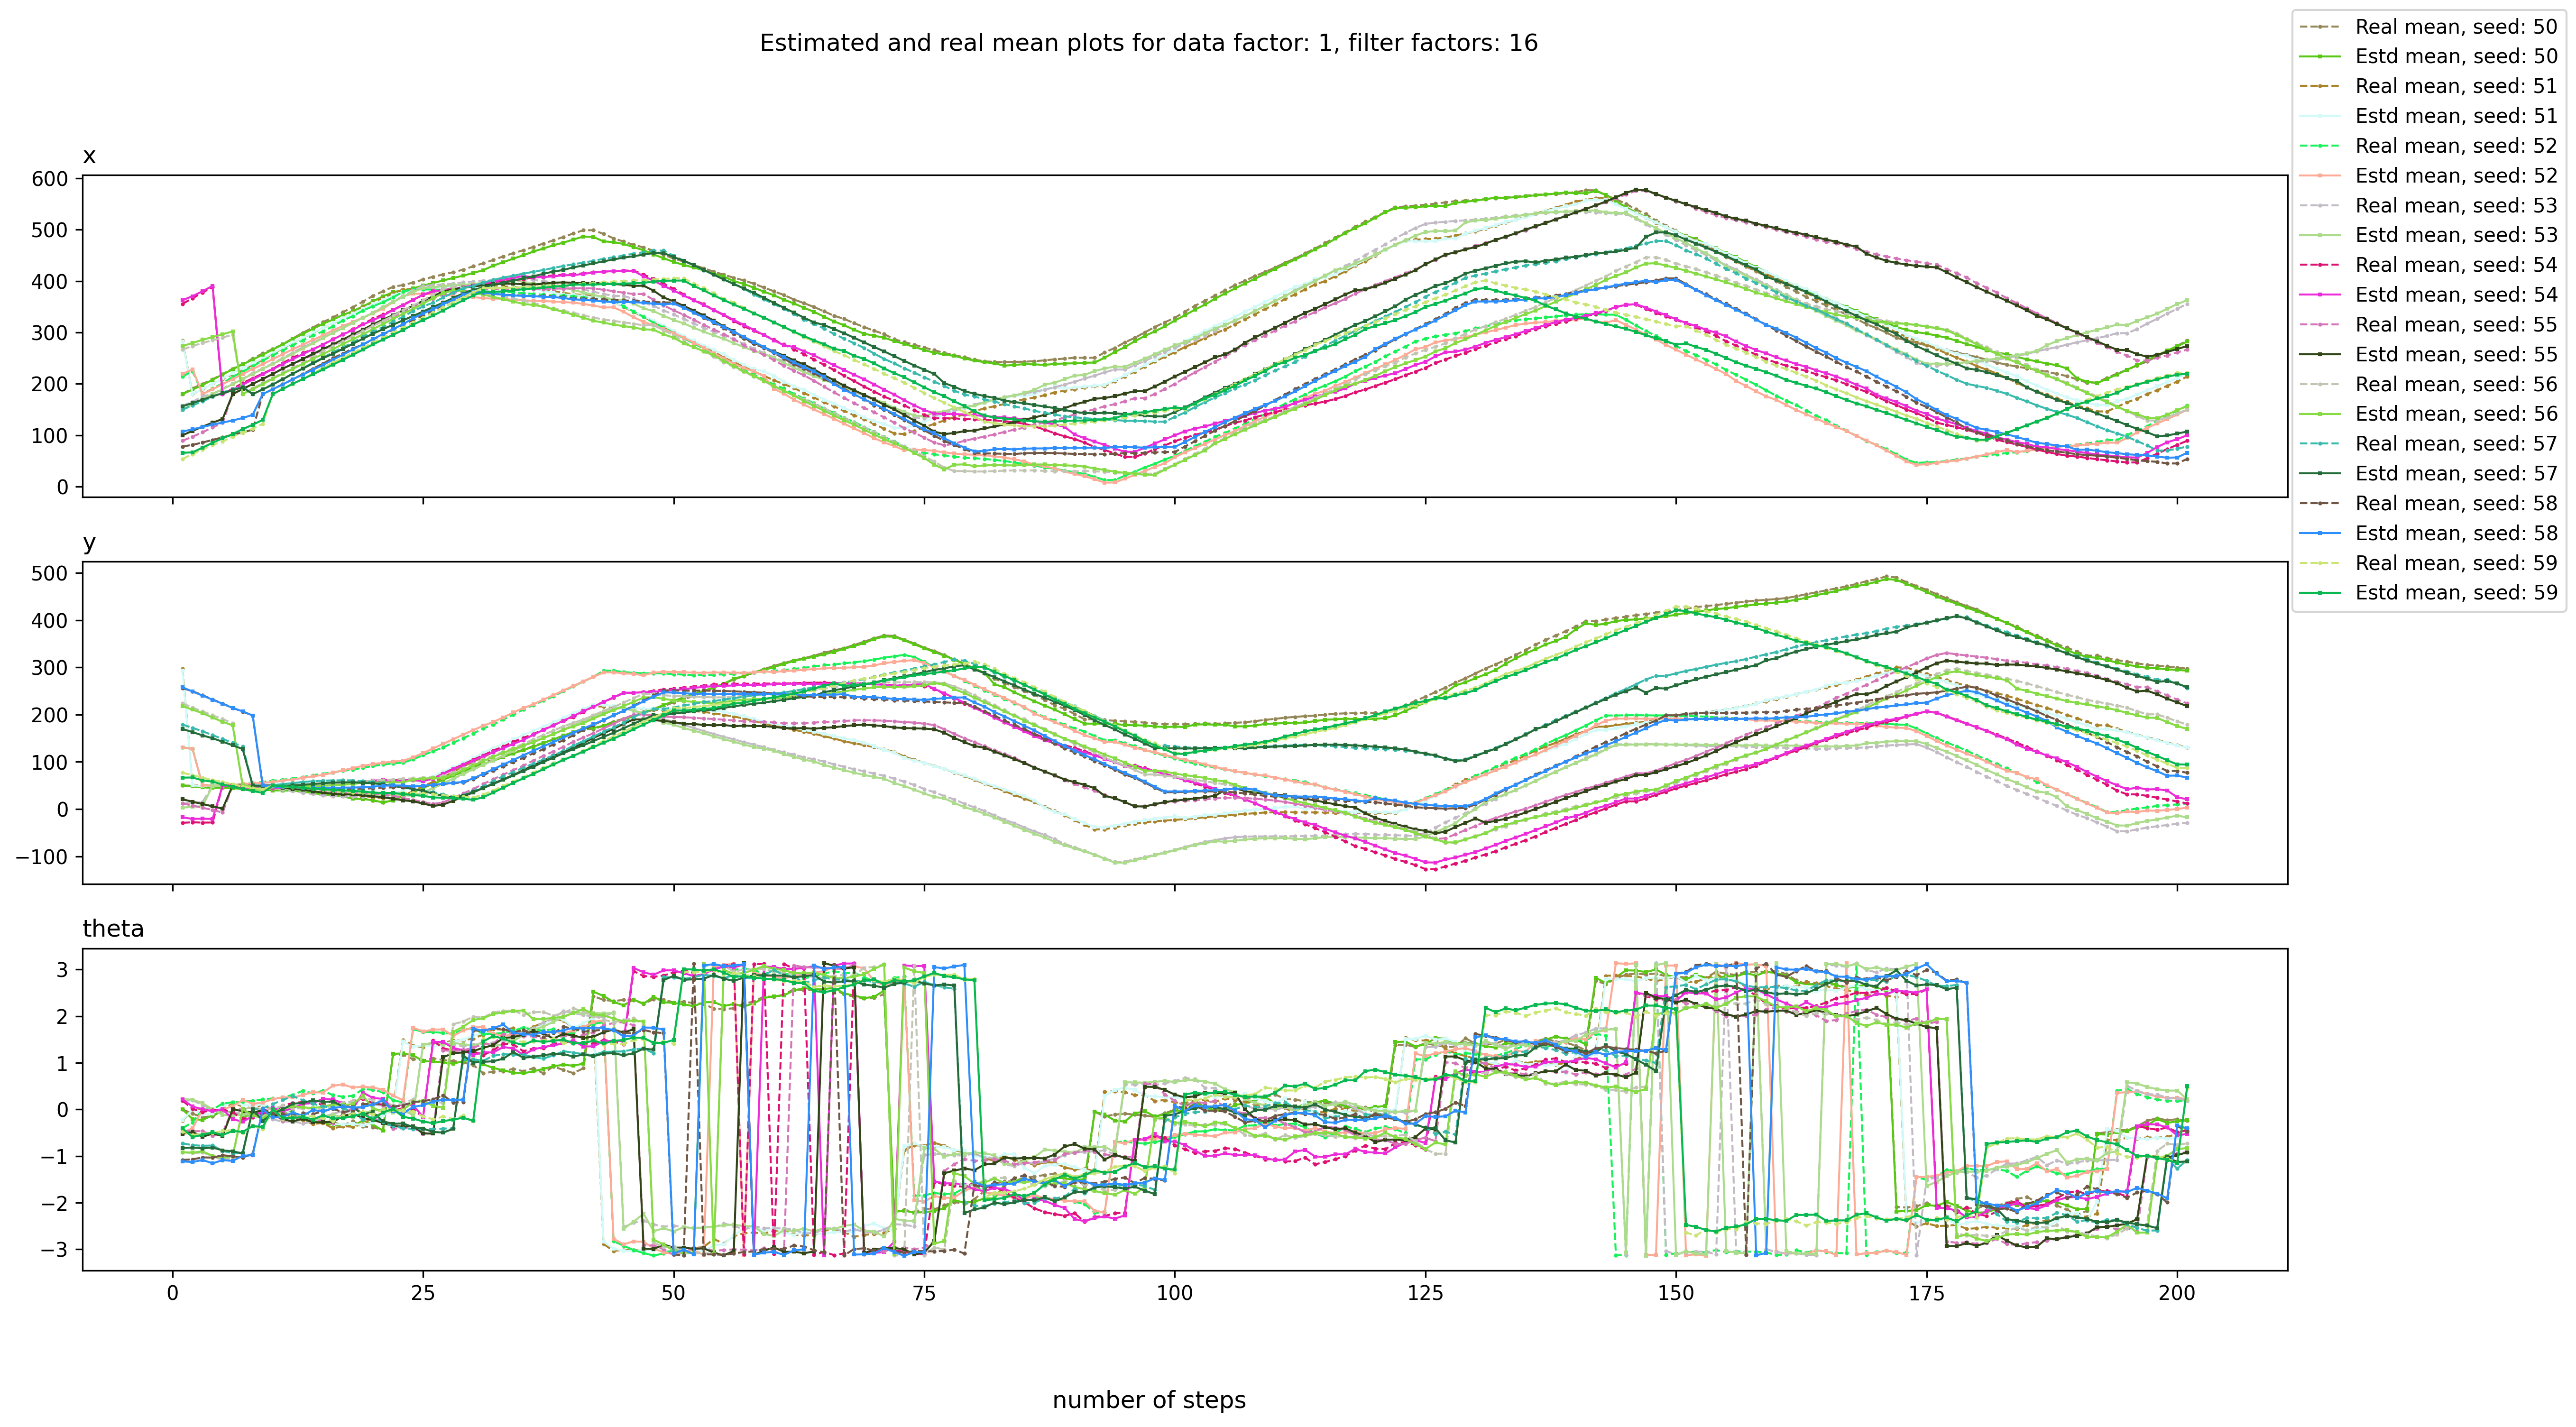 Estimated and real mean plots for data factor: 1, filter factors: 16
Real mean, seed: 50
Estd mean, seed: 50
Real mean, seed: 51
Estd mean, seed: 51
Real mean, seed: 52
Estd mean, seed: 52
Real mean, seed: 53
Estd mean, seed: 53
Real mean, seed: 54
Estd mean, seed: 54
Real mean, seed: 55
Estd mean, seed: 55
Real mean, seed: 56
Estd mean, seed: 56
Real mean, seed: 57
Estd mean, seed: 57
Real mean, seed: 58
Estd mean, seed: 58
Real mean, seed: 59
Estd mean, seed: 59
x
600
500
400
300
200
100
0
y
500
400
300
200
100
0
−100
theta
3
2
1
0
−1
−2
−3
0 25 50 75 100 125 150 175 200
number of steps